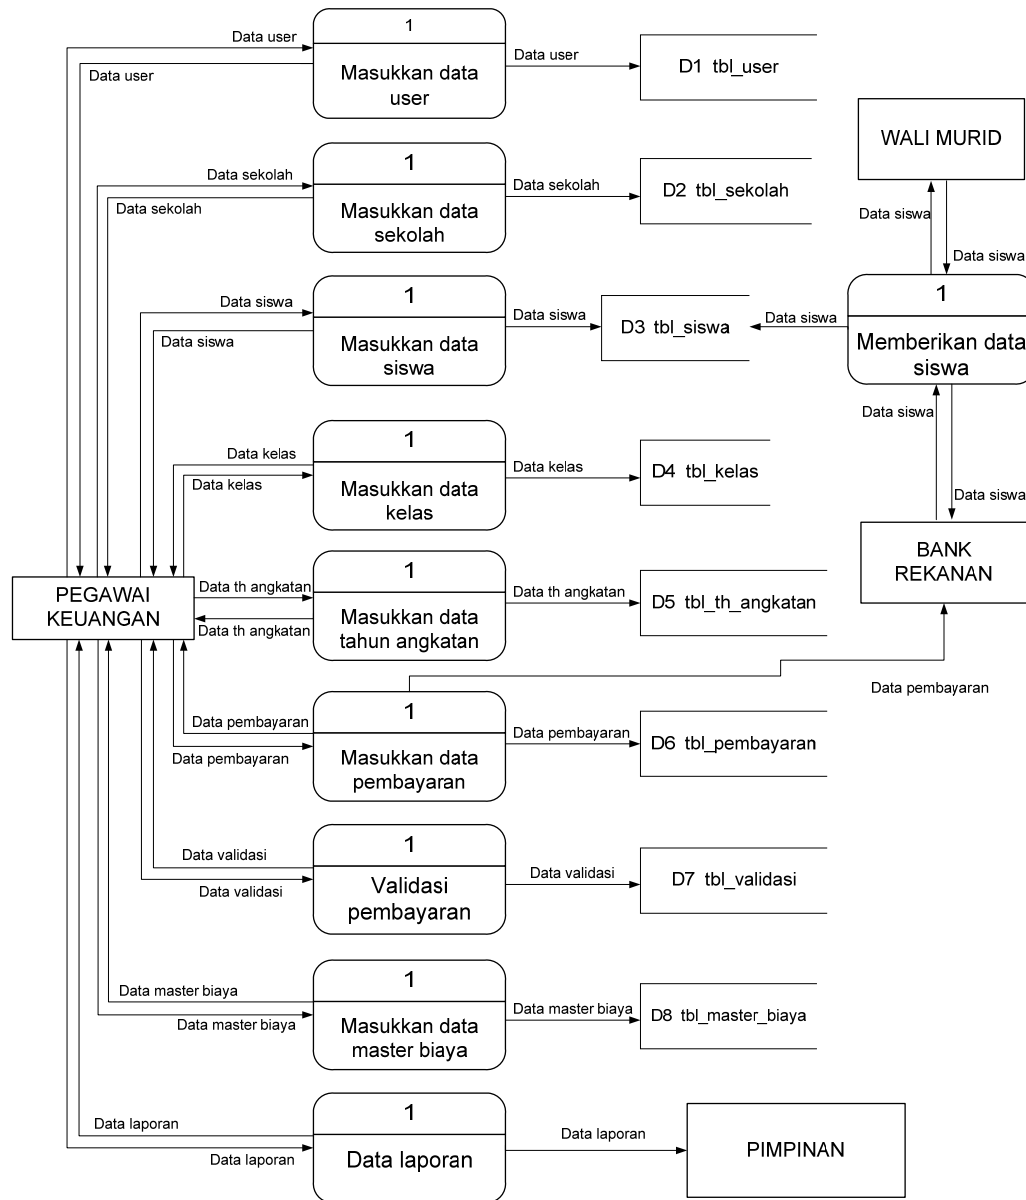 1
Masukkan data
user
Data user
Data user
Data user
D1 tbl_user
WALI MURID
1
Masukkan data
sekolah
Data sekolah
Data sekolah
Data sekolah
D2 tbl_sekolah
Data siswa
Data siswa
1
Masukkan data
siswa
Data siswa
Data siswa
Data siswa
D3 tbl_siswa
Data siswa
1
Memberikan data
siswa
Data siswa
Data siswa
1
Masukkan data
kelas
Data kelas
Data kelas
Data kelas
D4 tbl_kelas
BANK
REKANAN
PEGAWAI
KEUANGAN
Data th angkatan
Data th angkatan
1
Masukkan data
tahun angkatan
Data th angkatan
D5 tbl_th_angkatan
Data pembayaran
Data pembayaran
Data pembayaran
1
Masukkan data
pembayaran
Data pembayaran
D6 tbl_pembayaran
Data validasi
Data validasi
1
Validasi
pembayaran
Data validasi
D7 tbl_validasi
Data master biaya
Data master biaya
1
Masukkan data
master biaya
Data master biaya
D8 tbl_master_biaya
Data laporan
Data laporan
1
Data laporan
Data laporan
PIMPINAN